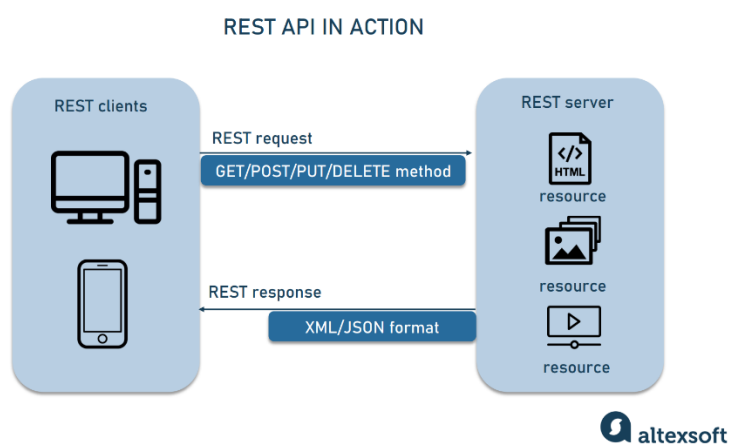 REST API IN ACTION
REST clients
REST request
GET/POST/PUT/DELETE method
REST response
XML/JSON format
REST server
</>
HTML
resource
resource
resource
altexsoft